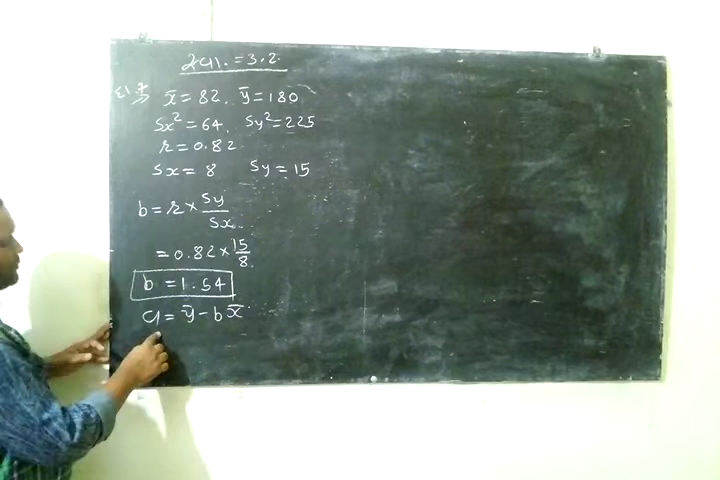 = 3.2
x̄ = 82, ȳ = 180
Sx² = 64, Sy² = 225
r = 0.82
Sx = 8 Sy = 15
b = r × Sy/Sx
= 0.82 × 15/8
b = 1.54
a = ȳ - b x̄